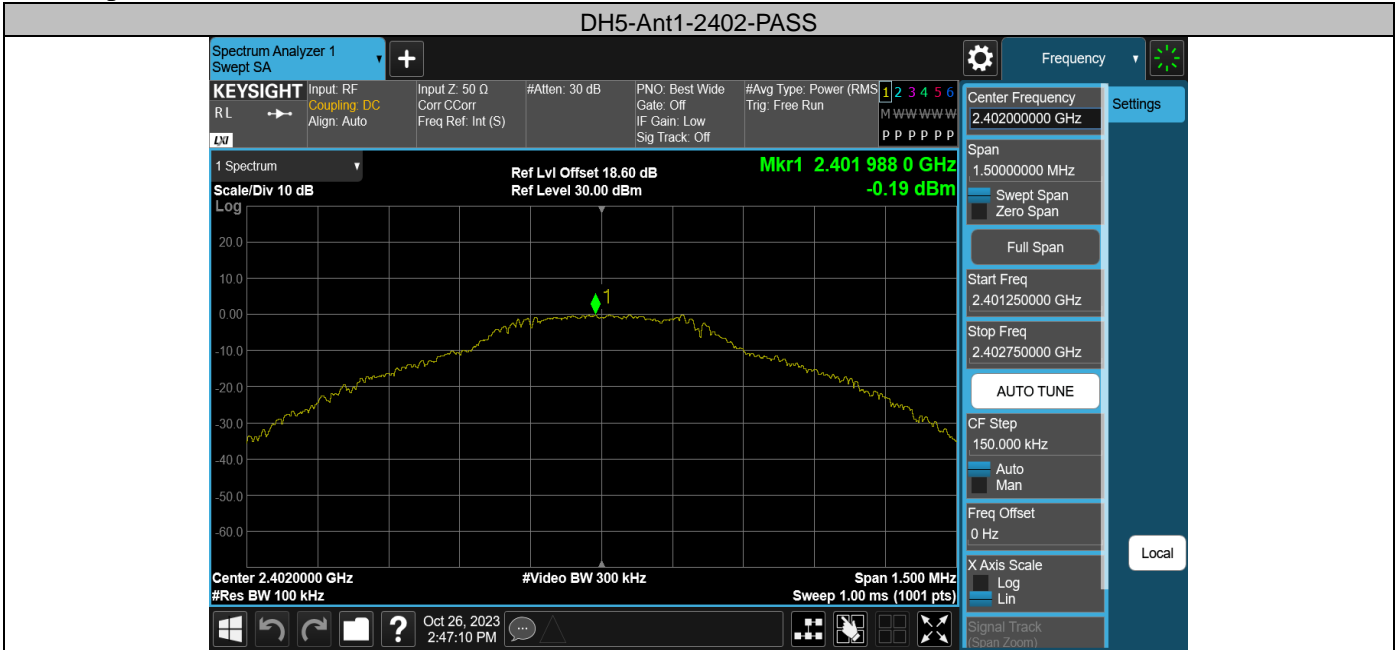 DH5-Ant1-2402-PASS
Spectrum Analyzer 1
Swept SA
+
Frequency
KEYSIGHT
RL
LXI
Input: RF
Coupling: DC
Align: Auto
Input Z: 50 Ω
Corr CCorr
Freq Ref: Int (S)
#Atten: 30 dB
PNO: Best Wide
Gate: Off
IF Gain: Low
Sig Track: Off
#Avg Type: Power (RMS
Trig: Free Run
1 2 3 4 5 6
M W W W W W
P P P P P P
1 Spectrum
Scale/Div 10 dB
Ref Lvl Offset 18.60 dB
Ref Level 30.00 dBm
Mkr1 2.401 988 0 GHz
-0.19 dBm
Log
20.0
10.0
0.00
-10.0
-20.0
-30.0
-40.0
-50.0
-60.0
1
Center 2.4020000 GHz
#Res BW 100 kHz
#Video BW 300 kHz
Span 1.500 MHz
Sweep 1.00 ms (1001 pts)
Center Frequency
2.402000000 GHz
Span
1.50000000 MHz
Swept Span
Zero Span
Full Span
Start Freq
2.401250000 GHz
Stop Freq
2.402750000 GHz
AUTO TUNE
CF Step
150.000 kHz
Auto
Man
Freq Offset
0 Hz
X Axis Scale
Log
Lin
Signal Track
(Span Zoom)
Settings
Local
?
Oct 26, 2023
2:47:10 PM